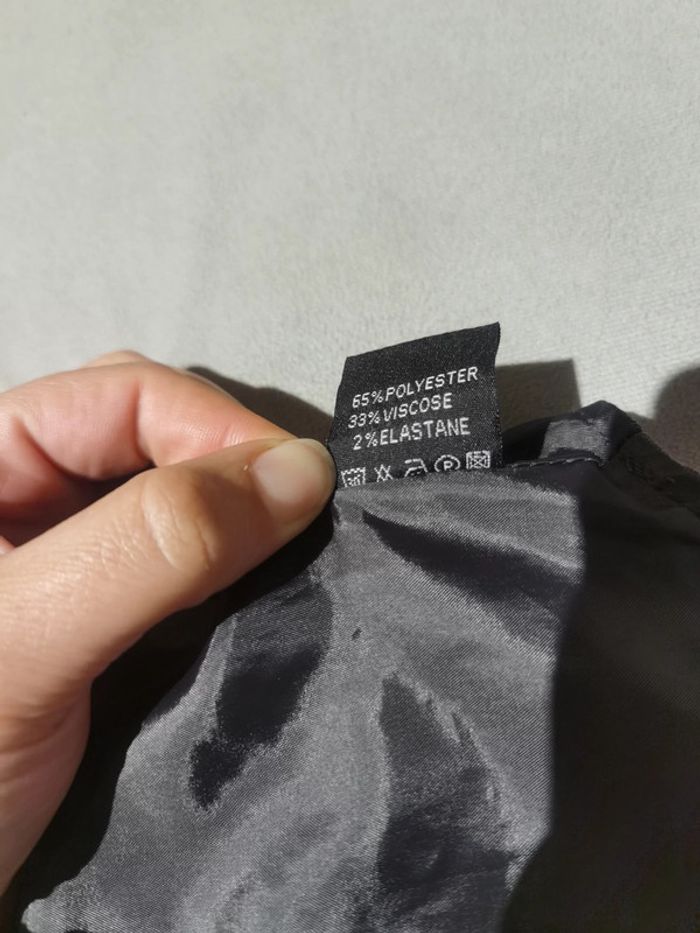 65%POLYESTER
33%VISCOSE
2%ELASTANE
P